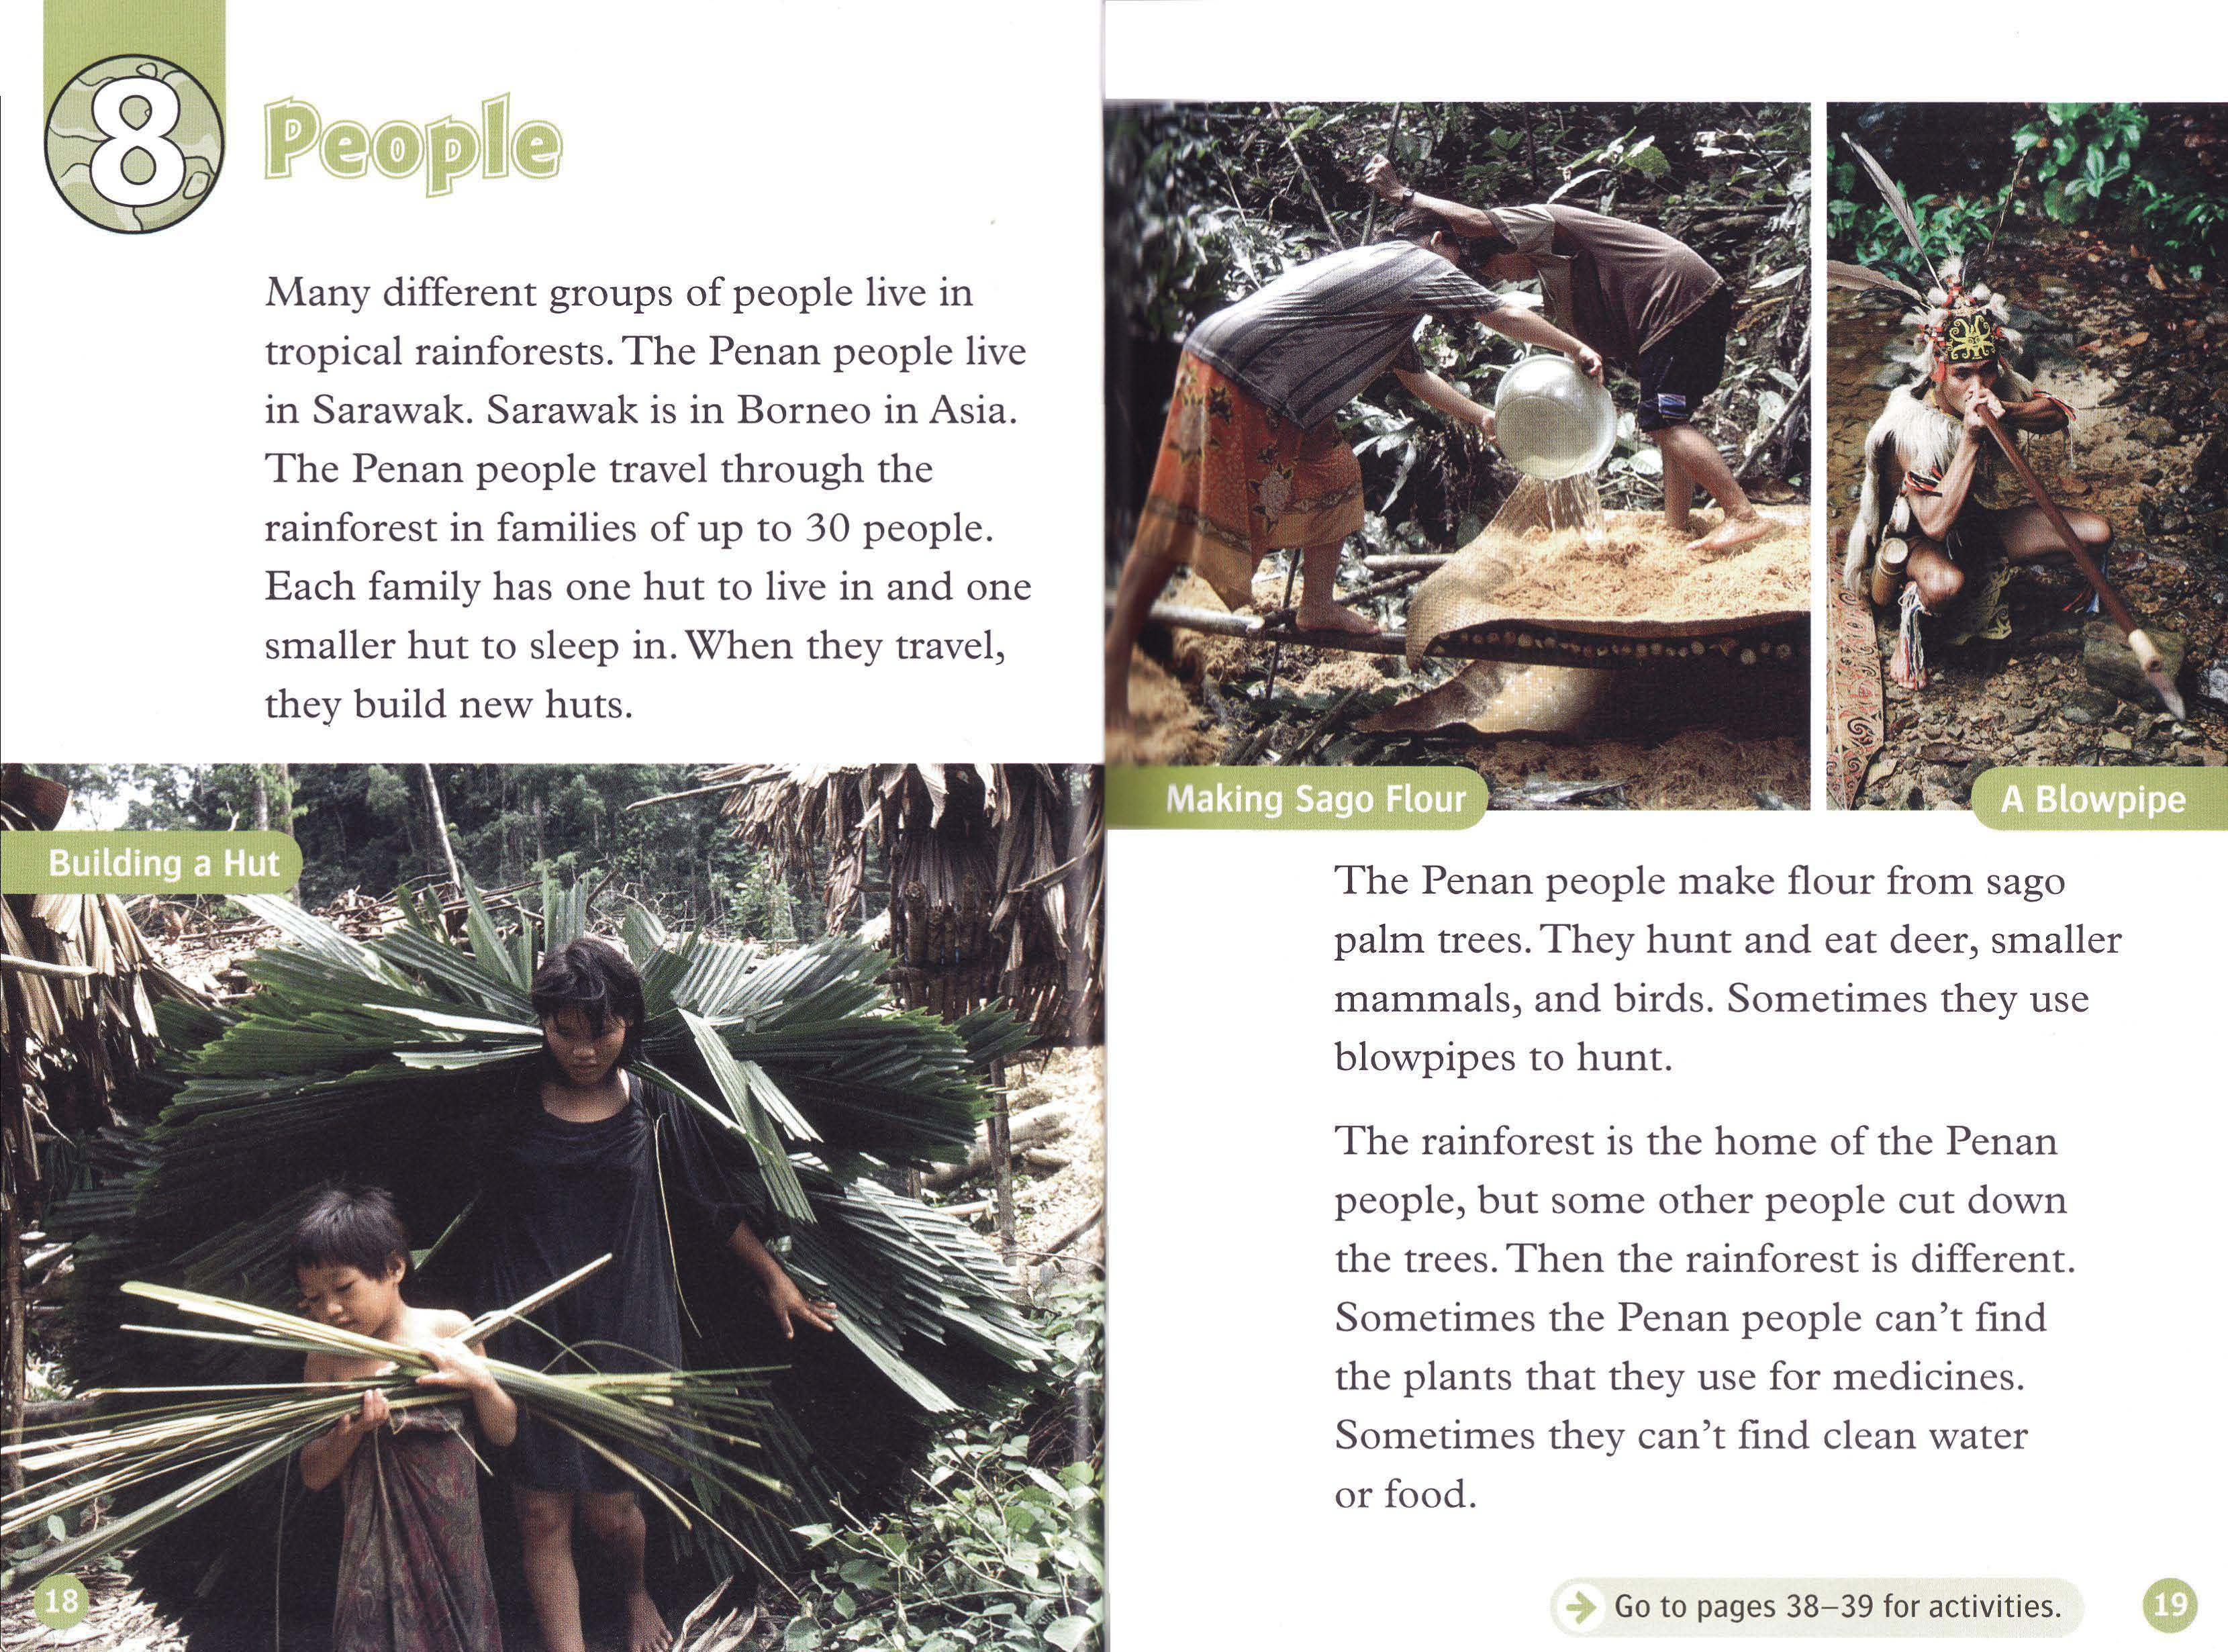 8
People
Many different groups of people live in
tropical rainforests. The Penan people live
in Sarawak. Sarawak is in Borneo in Asia.
The Penan people travel through the
rainforest in families of up to 30 people.
Each family has one hut to live in and one
smaller hut to sleep in. When they travel,
they build new huts.
Building a Hut
18
Making Sago Flour
A Blowpipe
The Penan people make flour from sago
palm trees. They hunt and eat deer, smaller
mammals, and birds. Sometimes they use
blowpipes to hunt.
The rainforest is the home of the Penan
people, but some other people cut down
the trees. Then the rainforest is different.
Sometimes the Penan people can't find
the plants that they use for medicines.
Sometimes they can't find clean water
or food.
Go to pages 38–39 for activities.
19